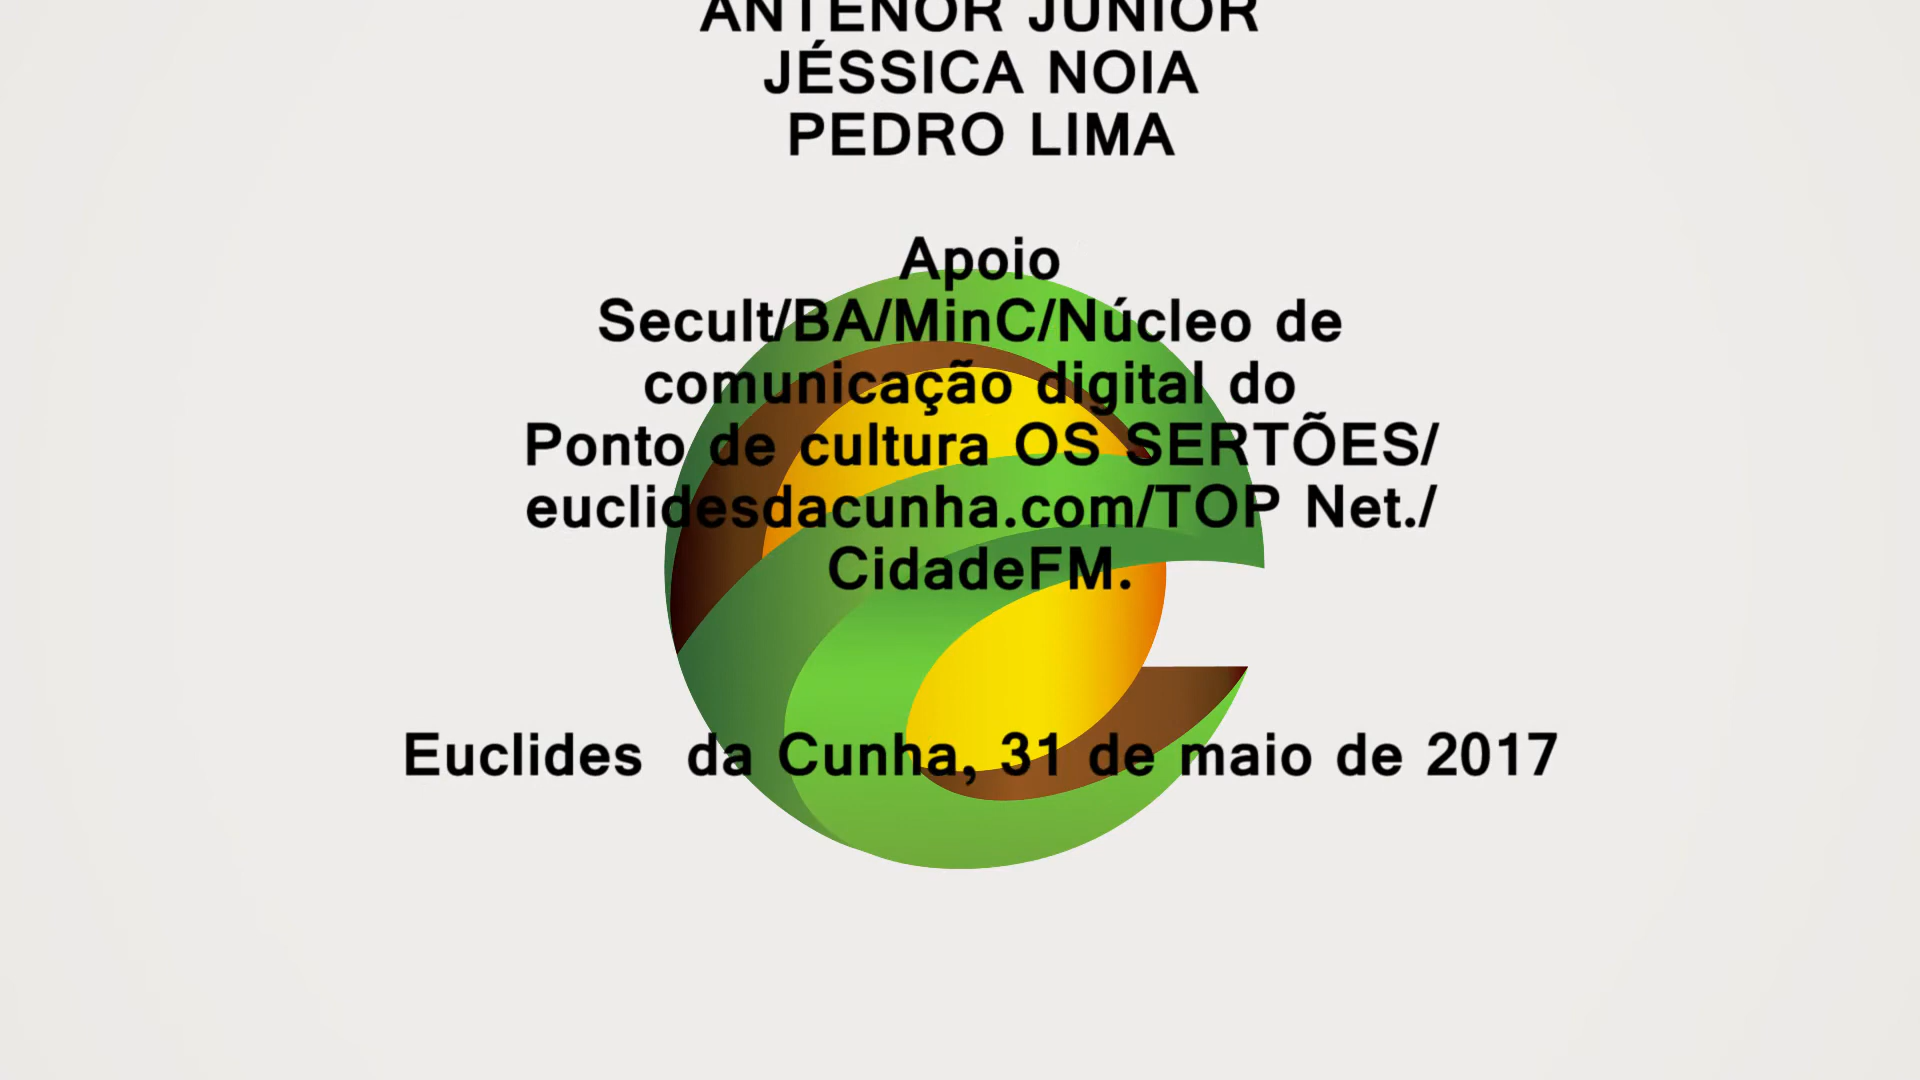 ANTENOR JUNIOR
JÉSSICA NOIA
PEDRO LIMA
Apoio
Secult/BA/MinC/Núcleo de
comunicação digital do
Ponto de cultura OS SERTÕES/
euclidesdacunha.com/TOP Net./
CidadeFM.
Euclides  da Cunha, 31 de maio de 2017